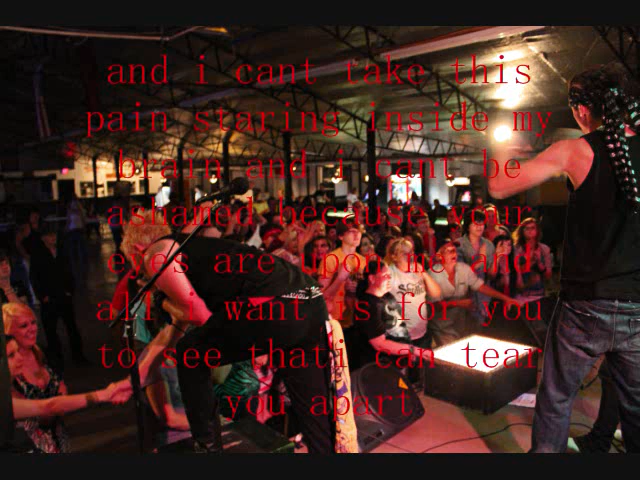 and i cant take this
pain staring inside my
brain and i cant be
ashamed because your
eyes are upon me and
all i want is for you
to see thati can tear
you apart